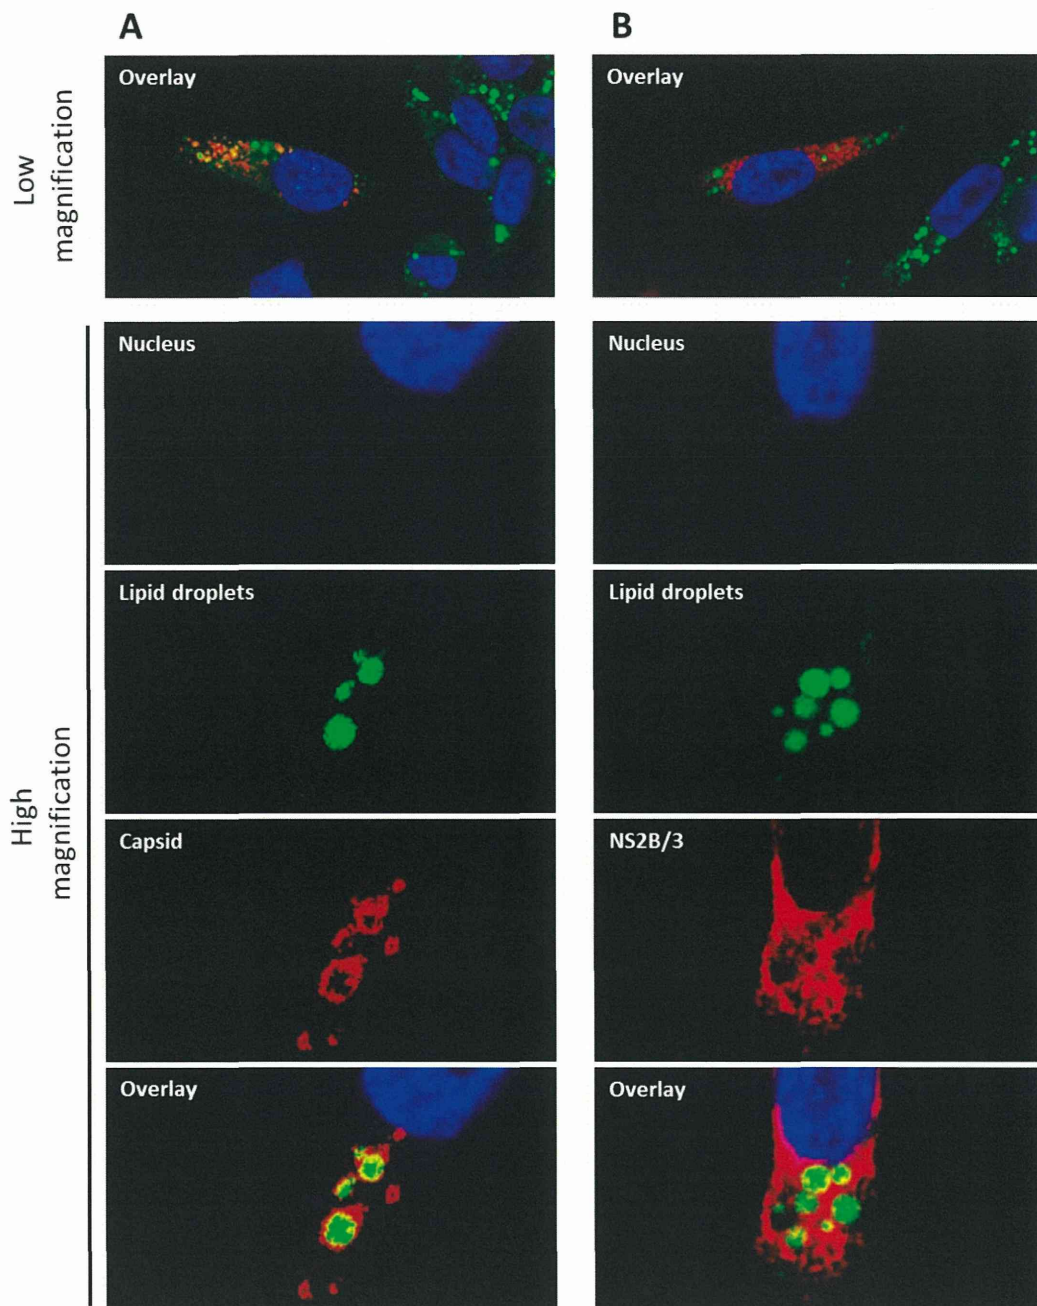 A
B
Low
magnification
Overlay
Overlay
High
magnification
Nucleus
Nucleus
Lipid droplets
Lipid droplets
Capsid
NS2B/3
Overlay
Overlay